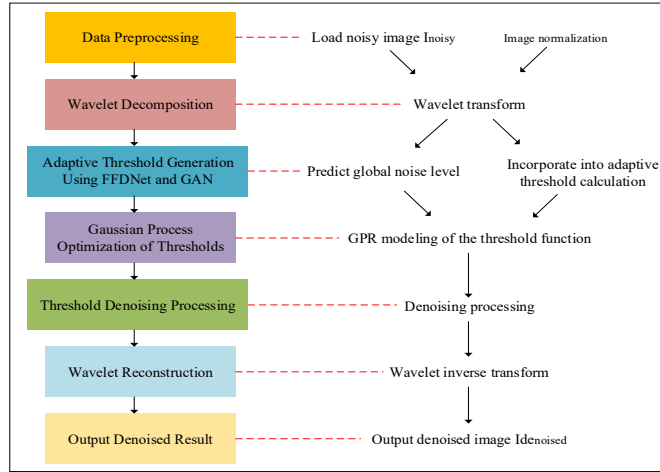 Data Preprocessing
Load noisy image Inoisy
Image normalization
Wavelet Decomposition
Wavelet transform
Adaptive Threshold Generation
Using FFDNet and GAN
Predict global noise level
Incorporate into adaptive
threshold calculation
Gaussian Process
Optimization of Thresholds
GPR modeling of the threshold function
Threshold Denoising Processing
Denoising processing
Wavelet Reconstruction
Wavelet inverse transform
Output Denoised Result
Output denoised image Idenoised